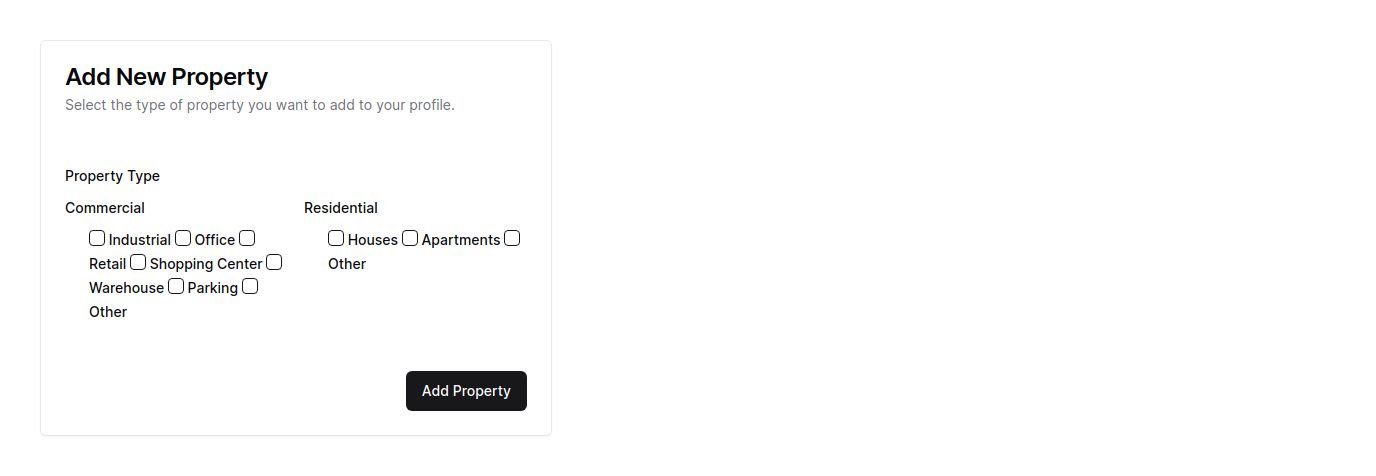 Add New Property
Select the type of property you want to add to your profile.
Property Type
Commercial
Industrial Office
Retail Shopping Center
Warehouse Parking
Other
Residential
Houses Apartments
Other
Add Property